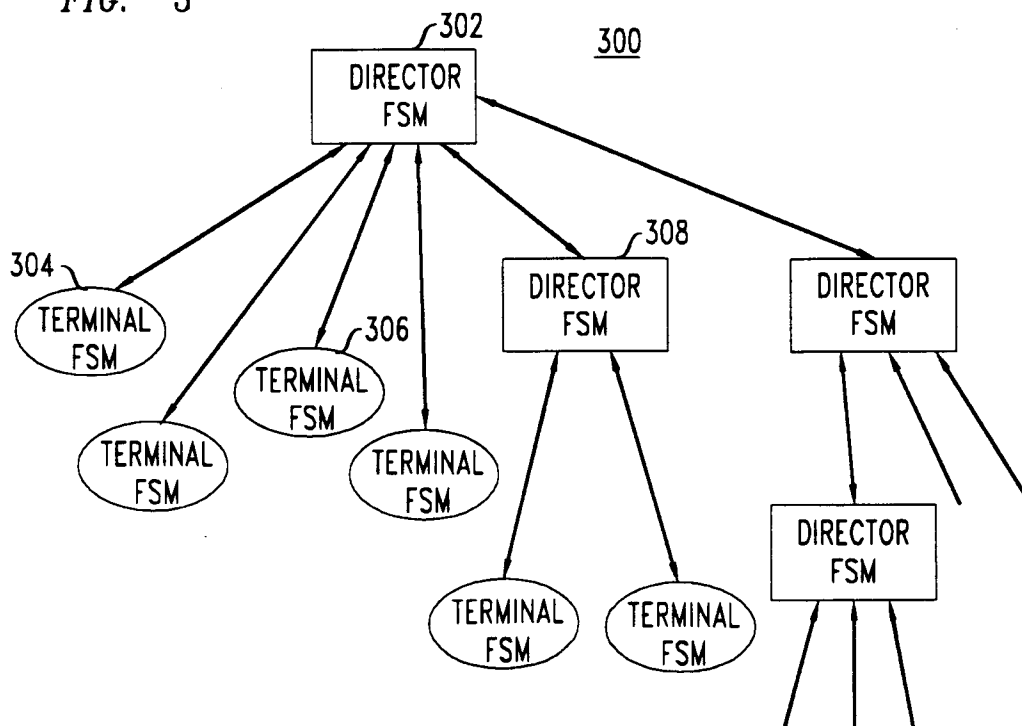 FIG. 3
302
300
DIRECTOR
FSM
308
304
DIRECTOR
FSM
DIRECTOR
FSM
TERMINAL
FSM
306
TERMINAL
FSM
TERMINAL
FSM
TERMINAL
FSM
DIRECTOR
FSM
TERMINAL
FSM
TERMINAL
FSM